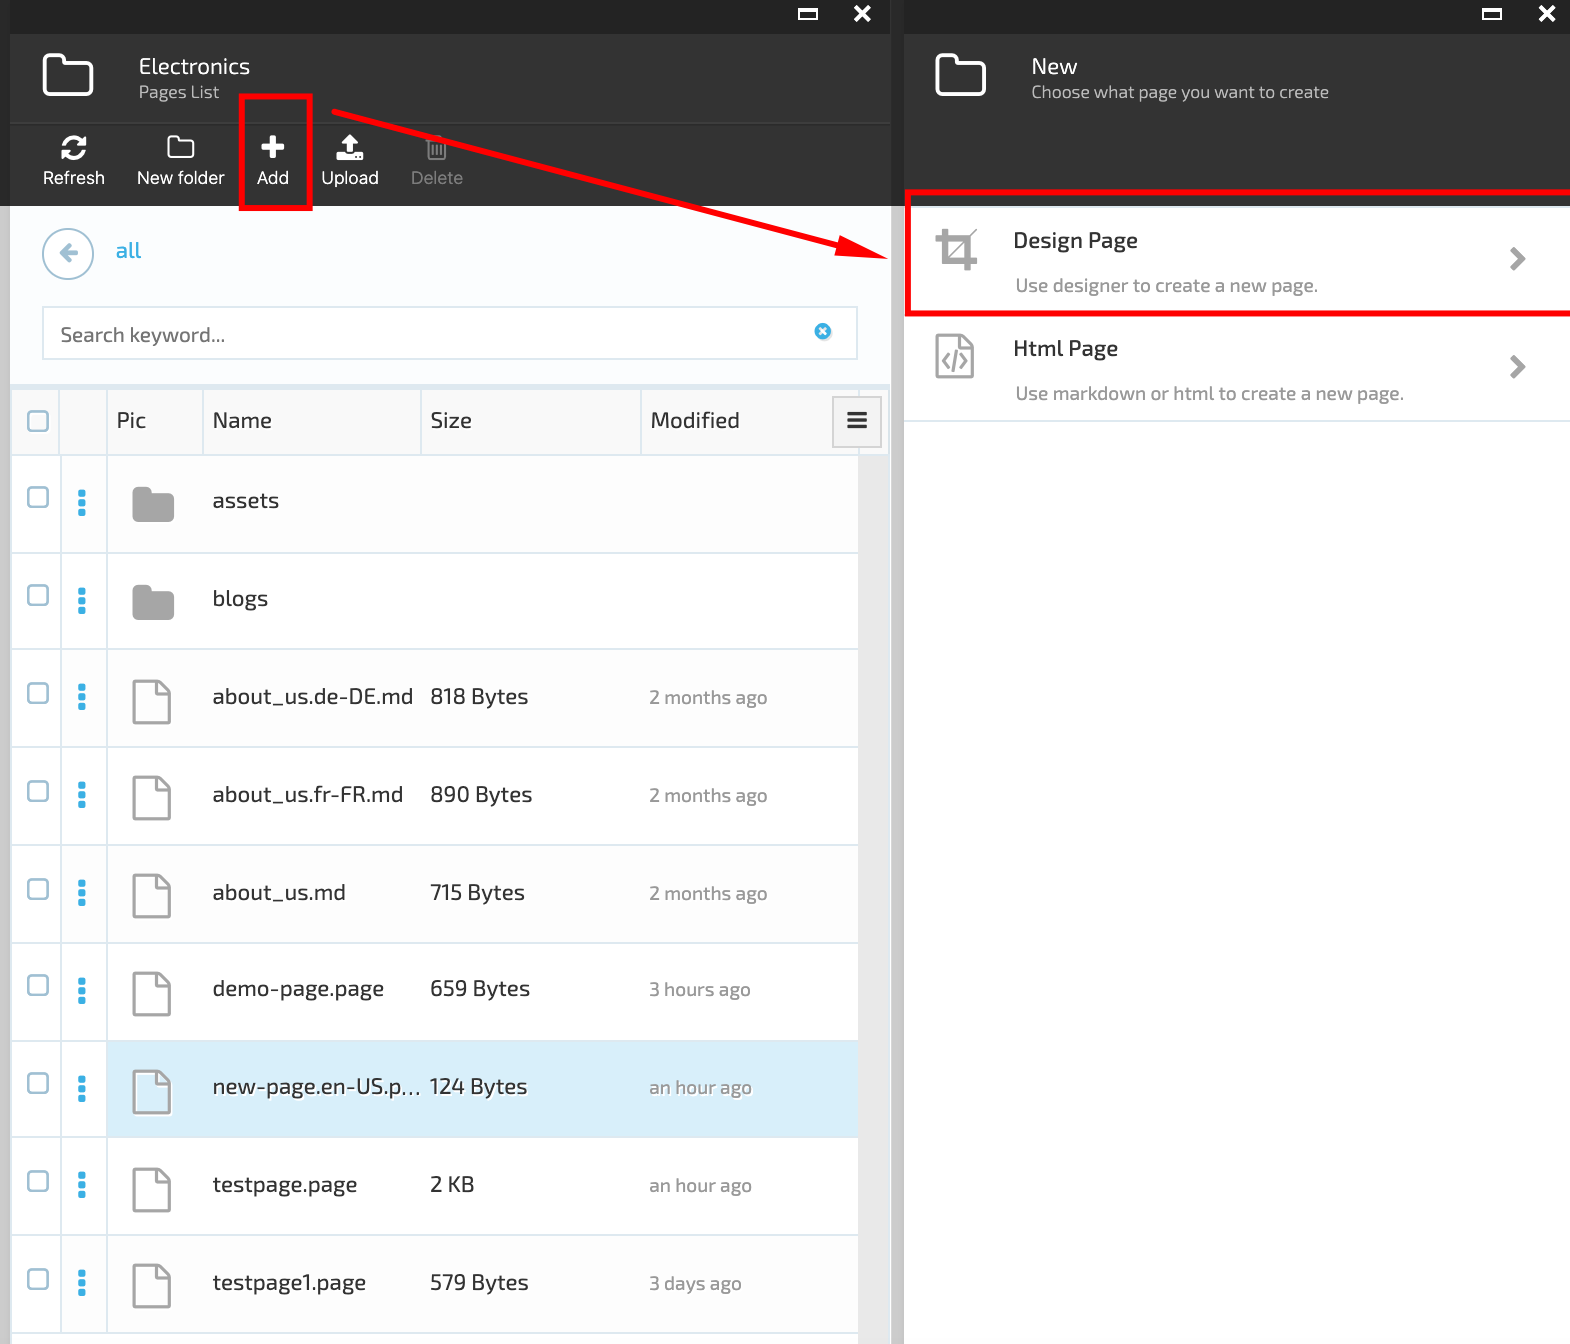 Electronics
Pages List
Refresh New folder Add Upload Delete
all
Search keyword...
Pic Name Size Modified
assets
blogs
about_us.de-DE.md 818 Bytes 2 months ago
about_us.fr-FR.md 890 Bytes 2 months ago
about_us.md 715 Bytes 2 months ago
demo-page.page 659 Bytes 3 hours ago
new-page.en-US.p... 124 Bytes an hour ago
testpage.page 2 KB an hour ago
testpage1.page 579 Bytes 3 days ago
New
Choose what page you want to create
Design Page
Use designer to create a new page.
Html Page
Use markdown or html to create a new page.